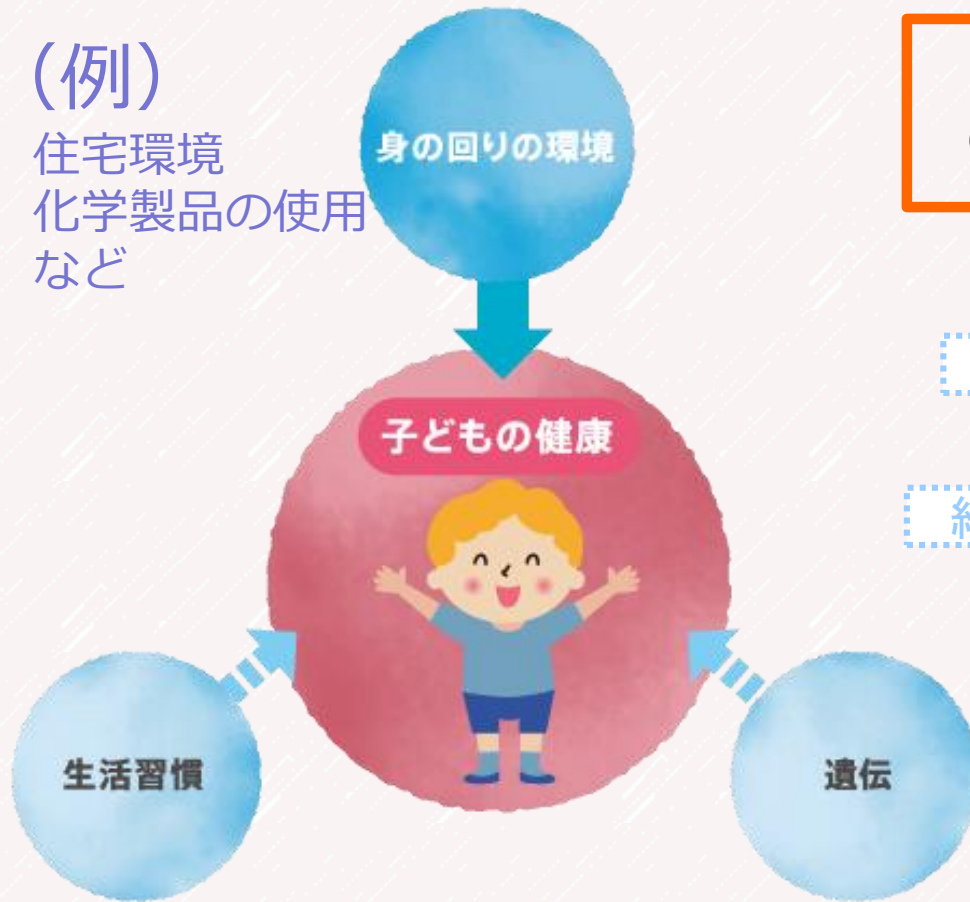 （例）
住宅環境
化学製品の使用
など
身の回りの環境
子どもの健康
生活習慣
遺伝